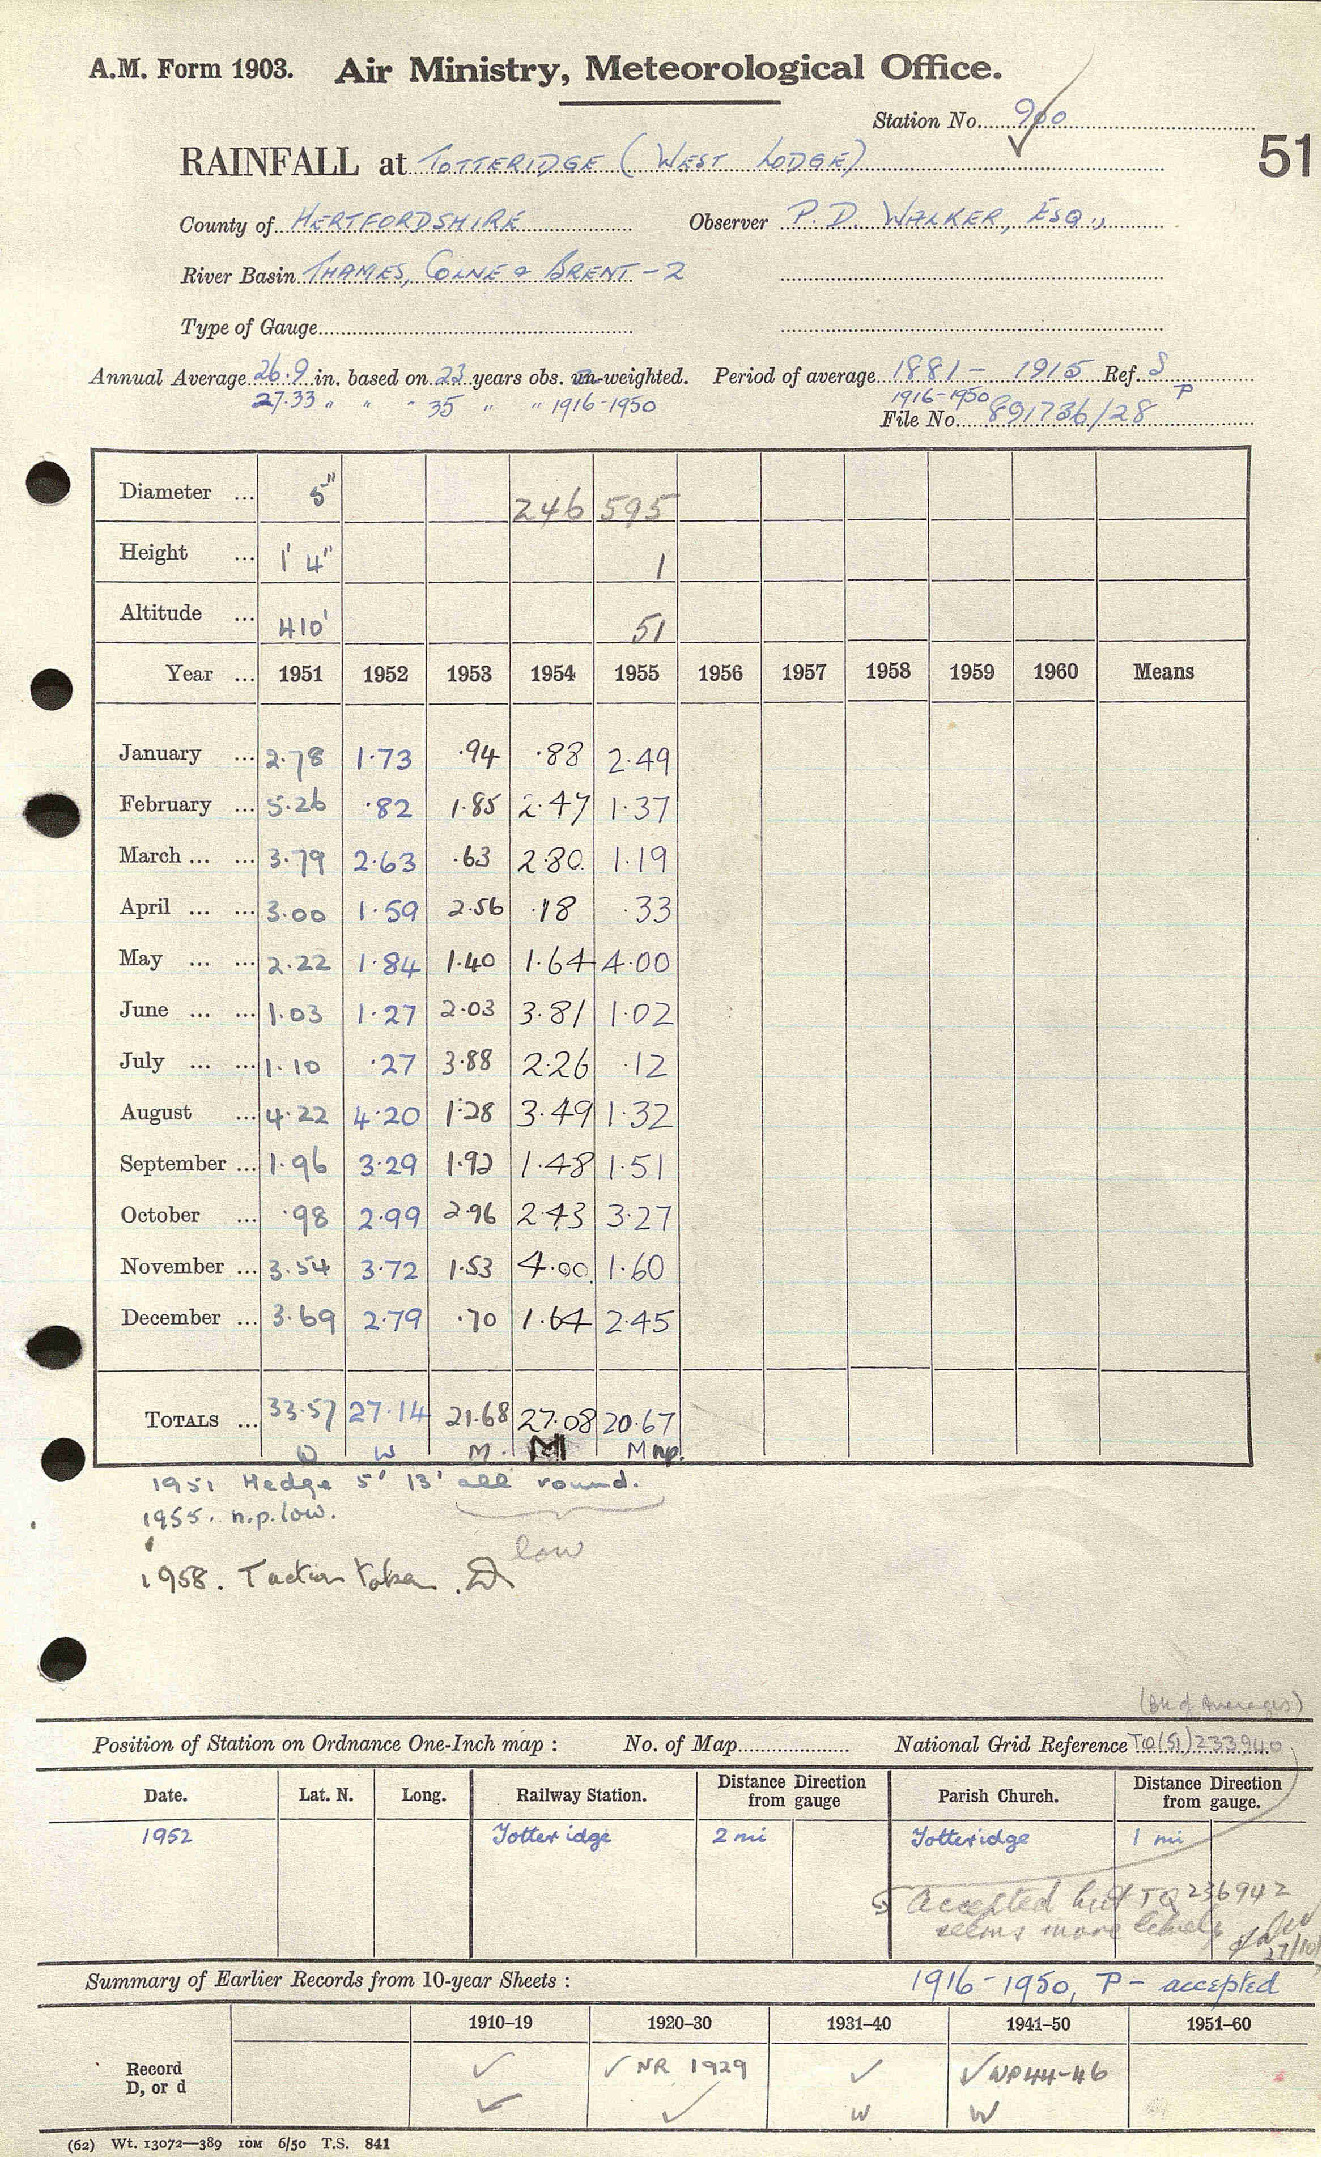 A.M. Form 1903. Air Ministry, Meteorological Office.
Station No. 900
51
RAINFALL at TOTTERIDGE (WEST LODGE)
County of HERTFORDSHIRE Observer P.D. WALKER, ESQ.,
River Basin THAMES, COLNE & BRENT - 2
Type of Gauge
Annual Average 26.9 in. based on 22 years obs. un-weighted. Period of average 1881 - 1915 Ref. S
27.33 " " " 35 " " 1916-1950 1916-1950 P
File No. 891736/28
Diameter ... 5" 246 595
Height ... 1' 4" 1
Altitude ... 410' 51
Year ... 1951 1952 1953 1954 1955 1956 1957 1958 1959 1960 Means
January ... 2.78 1.73 .94 .88 2.49
February ... 5.26 .82 1.85 2.47 1.37
March ... ... 3.79 2.63 .63 2.80 1.19
April ... ... 3.00 1.59 2.56 .18 .33
May ... ... 2.22 1.84 1.40 1.64 4.00
June ... ... 1.03 1.27 2.03 3.81 1.02
July ... ... 1.10 .27 3.88 2.26 .12
August ... 4.22 4.20 1.28 3.49 1.32
September ... 1.96 3.29 1.92 1.48 1.51
October ... .98 2.99 2.96 2.43 3.27
November ... 3.54 3.72 1.53 4.00 1.60
December ... 3.69 2.79 .70 1.64 2.45
TOTALS ... 33.57 27.14 21.68 27.08 20.67
W M. M M np.
1951 Hedge 5' 13' all round.
1955. n.p. low.
low
1958. Taction taken.
(Bk of Averages)
Position of Station on Ordnance One-Inch map : No. of Map National Grid Reference TQ(51)233940
Date. Lat. N. Long. Railway Station. Distance Direction from gauge Parish Church. Distance Direction from gauge.
1952 Totteridge 2 mi Totteridge 1 mi
Accepted but TQ 236942
seems more likely
27/10/
Summary of Earlier Records from 10-year Sheets : 1916-1950, P - accepted
1910–19 1920–30 1931–40 1941–50 1951–60
Record ✓ ✓ NR 1929 ✓ ✓ NP44-46
D, or d ✓ ✓ W W
(62) Wt. 13072—389 IOM 6/50 T.S. 841